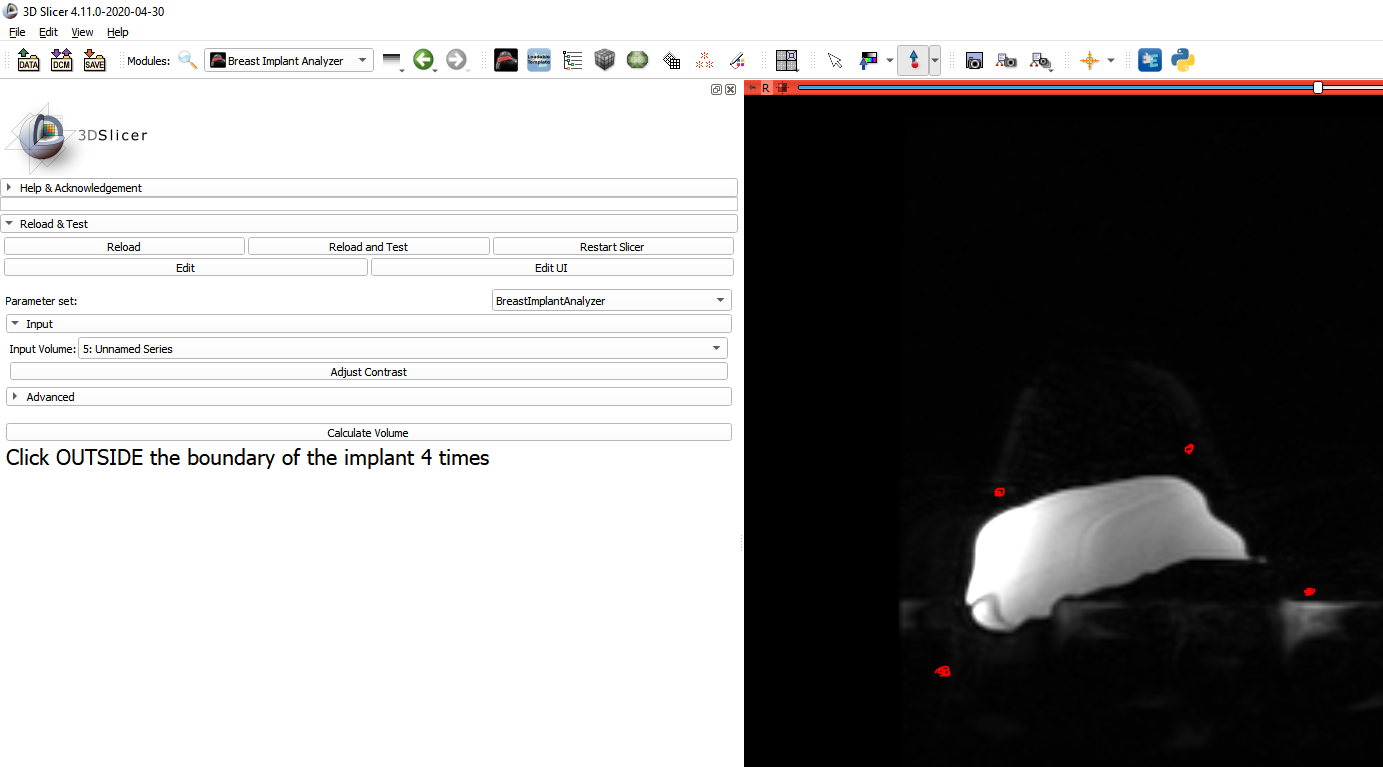 3D Slicer 4.11.0-2020-04-30
File Edit View Help
DATA DCM SAVE Modules: Breast Implant Analyzer Loadable Template
R
3DSlicer
Help & Acknowledgement
Reload & Test
Reload Reload and Test Restart Slicer
Edit Edit UI
Parameter set: BreastImplantAnalyzer
Input
Input Volume: 5: Unnamed Series
Adjust Contrast
Advanced
Calculate Volume
Click OUTSIDE the boundary of the implant 4 times